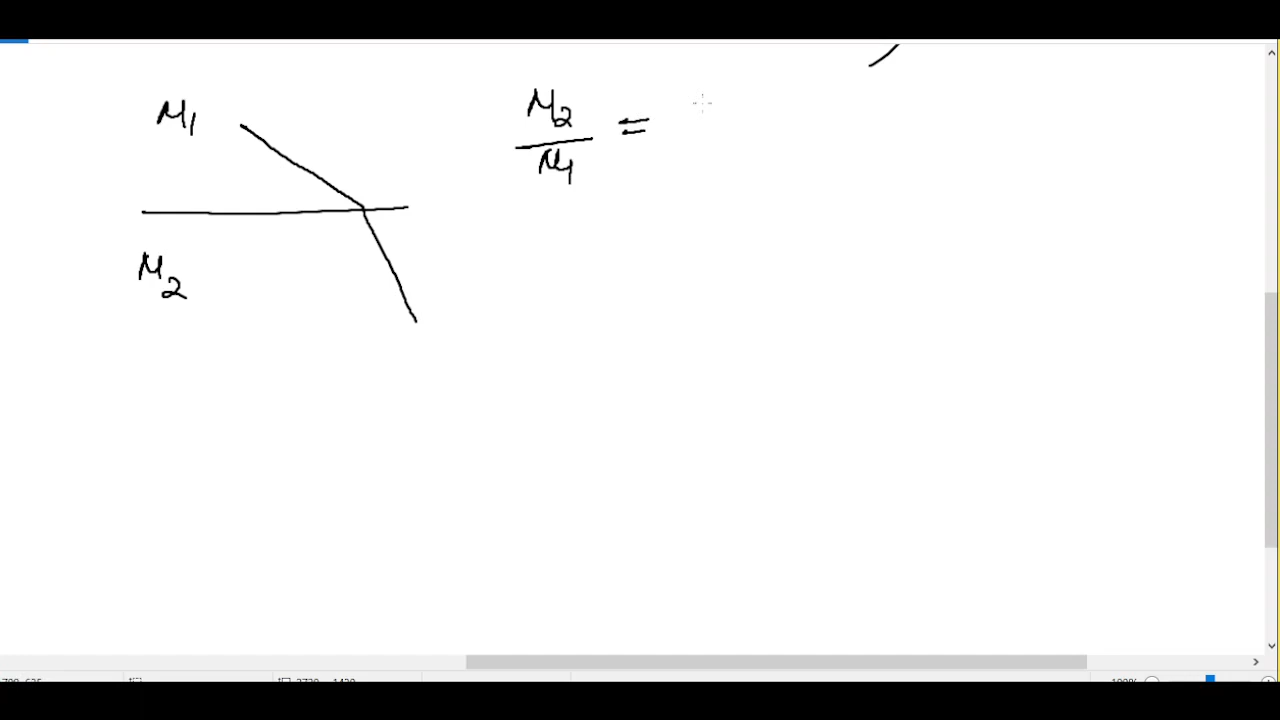 μ1
μ2 / μ1 =
μ2